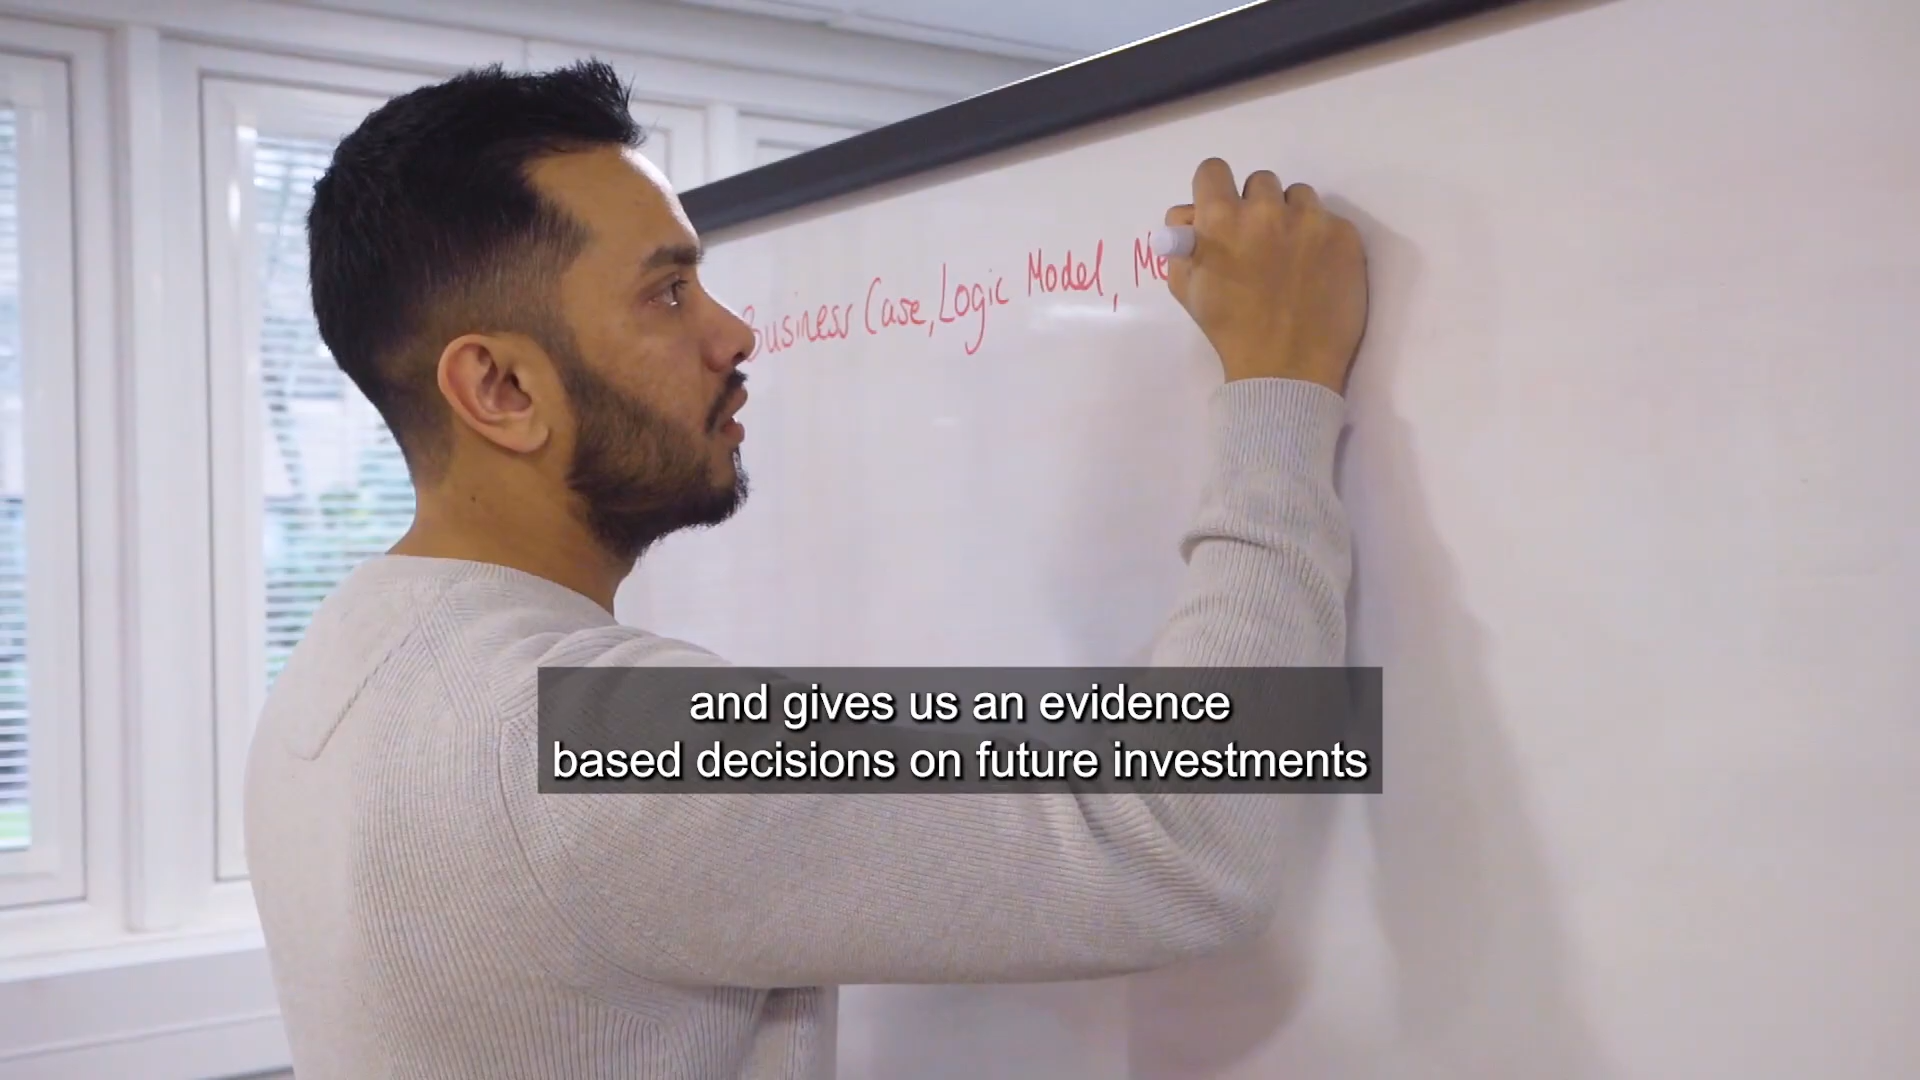 Business Case, Logic Model, Me
and gives us an evidence
based decisions on future investments